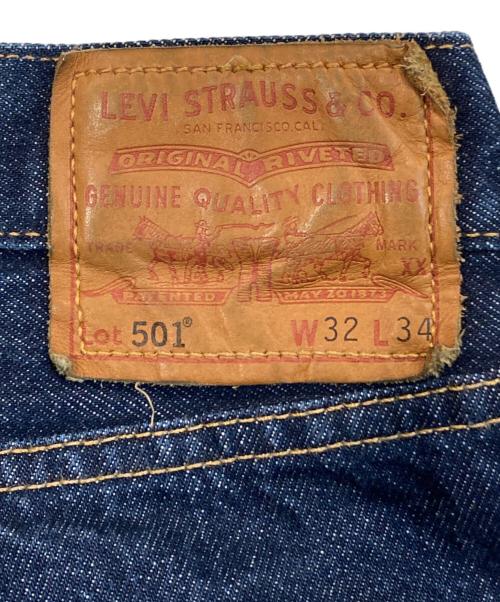 LEVI STRAUSS & CO.
SAN FRANCISCO, CAL.
ORIGINAL RIVETED
GENUINE QUALITY CLOTHING
TRADE MARK
XX
PATENTED MAY 20 1873
Lot 501® W32 L34